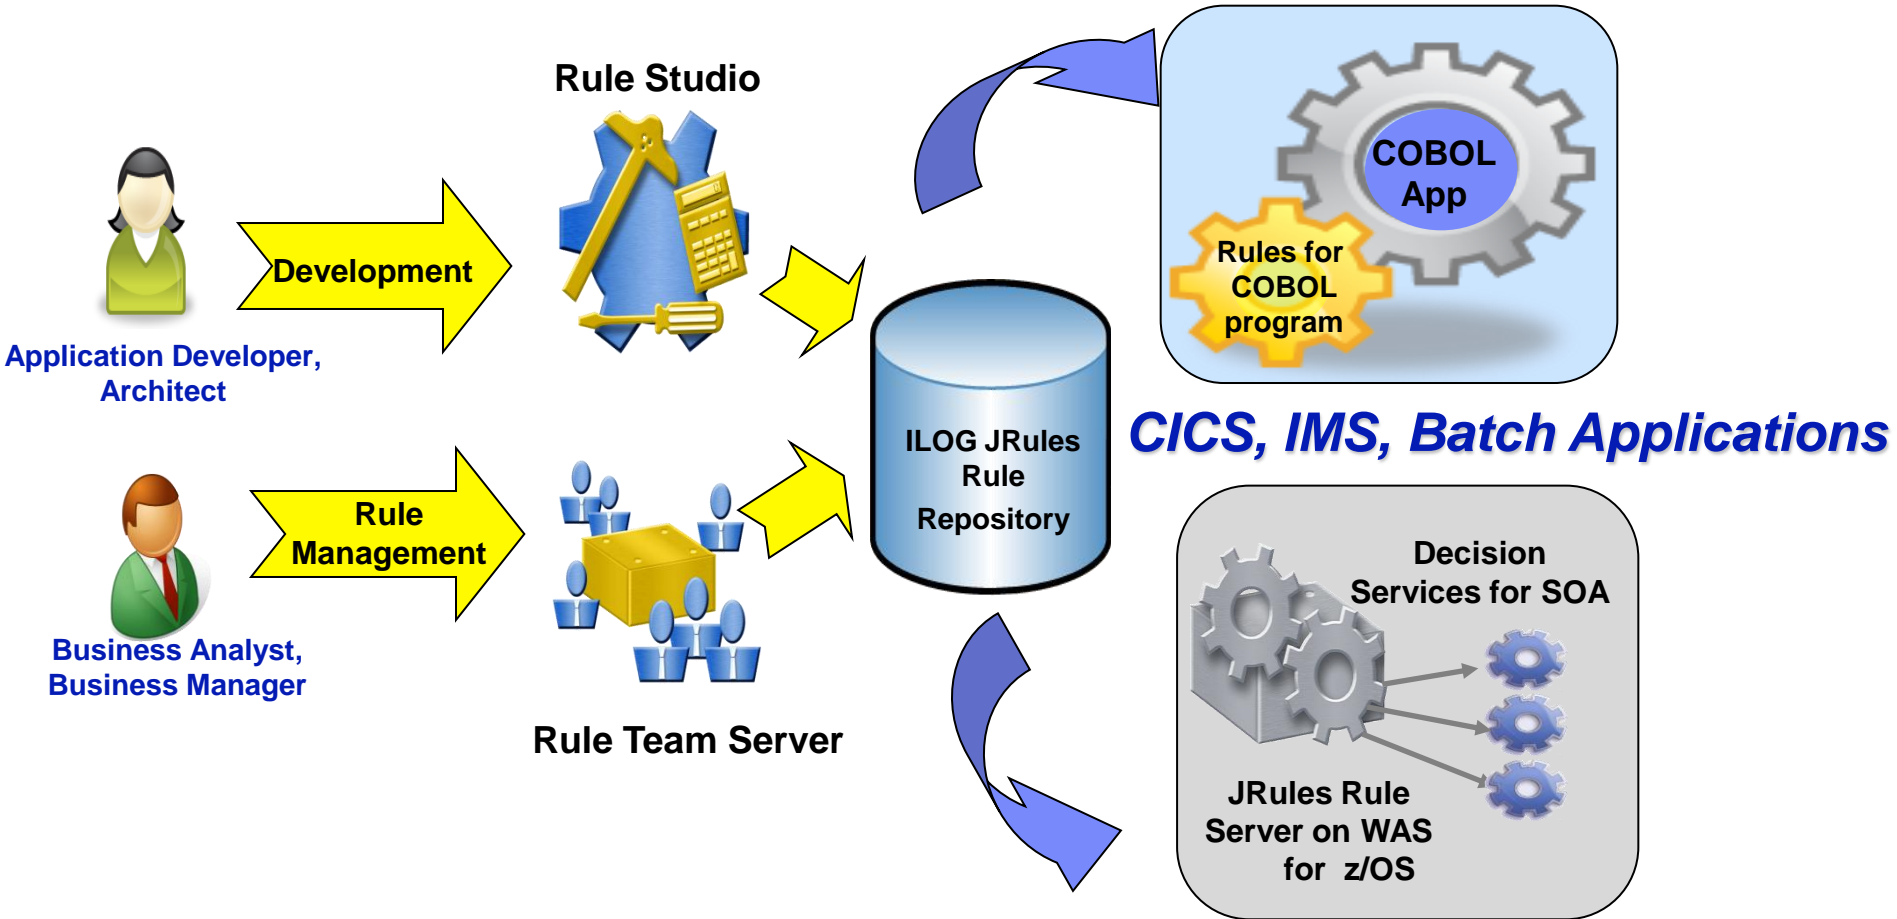 Rule Studio
Development
Application Developer,
Architect
Rule
Management
Business Analyst,
Business Manager
Rule Team Server
ILOG JRules
Rule
Repository
COBOL
App
Rules for
COBOL
program
CICS, IMS, Batch Applications
Decision
Services for SOA
JRules Rule
Server on WAS
for z/OS